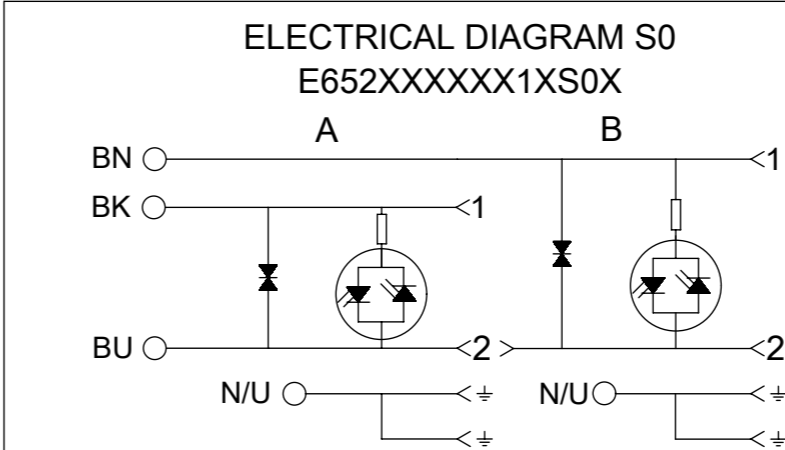 ELECTRICAL DIAGRAM S0
E652XXXXXX1XS0X
A B
BN 1
BK 1
BU 2 2
N/U N/U